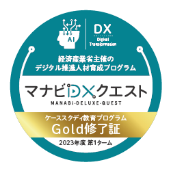 AI
DX
Digital
Transformation
経済産業省主催の
デジタル推進人材育成プログラム
マナビDXクエスト
MANABI-DELUXE-QUEST
ケーススタディ教育プログラム
Gold修了証
2023年度 第1ターム